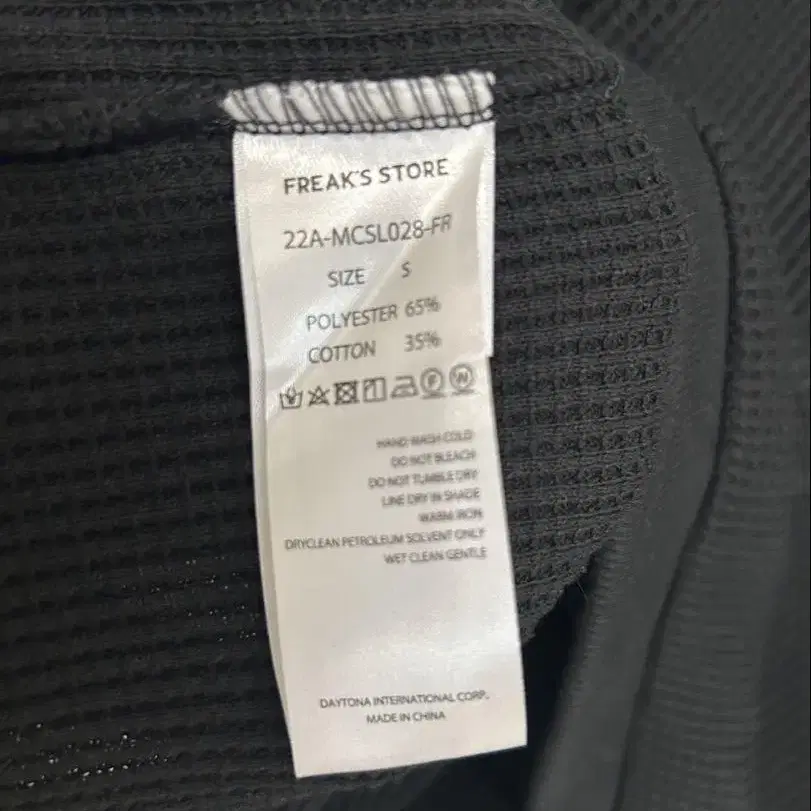 FREAK'S STORE
22A-MCSL028-FR
SIZE S
POLYESTER 65%
COTTON 35%
F W
HAND WASH COLD
DO NOT BLEACH
DO NOT TUMBLE DRY
LINE DRY IN SHADE
WARM IRON
DRYCLEAN PETROLEUM SOLVENT ONLY
WET CLEAN GENTLE
DAYTONA INTERNATIONAL CORP.
MADE IN CHINA